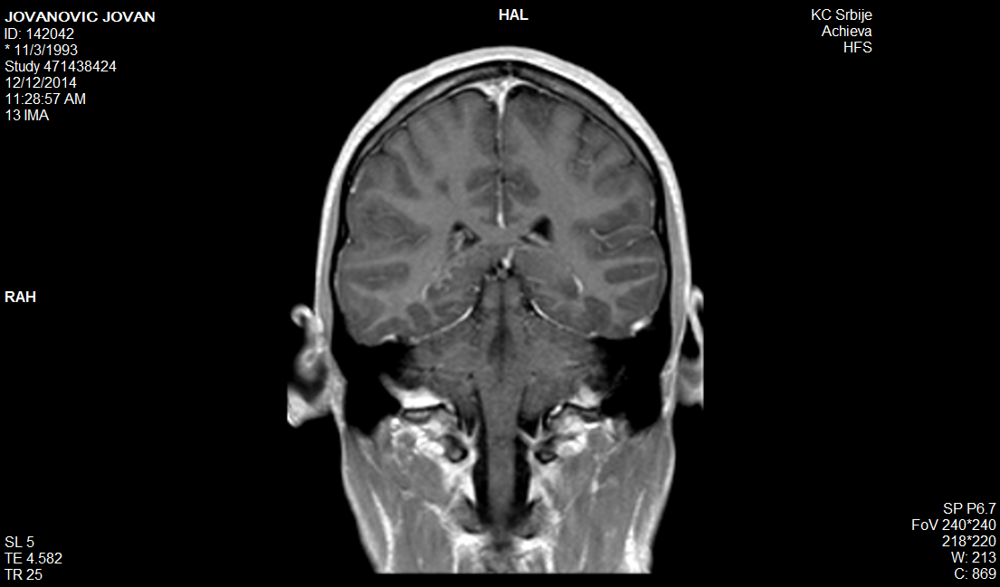 JOVANOVIC JOVAN
ID: 142042
* 11/3/1993
Study 471438424
12/12/2014
11:28:57 AM
13 IMA
HAL
KC Srbije
Achieva
HFS
RAH
SL 5
TE 4.582
TR 25
SP P6.7
FoV 240*240
218*220
W: 213
C: 869